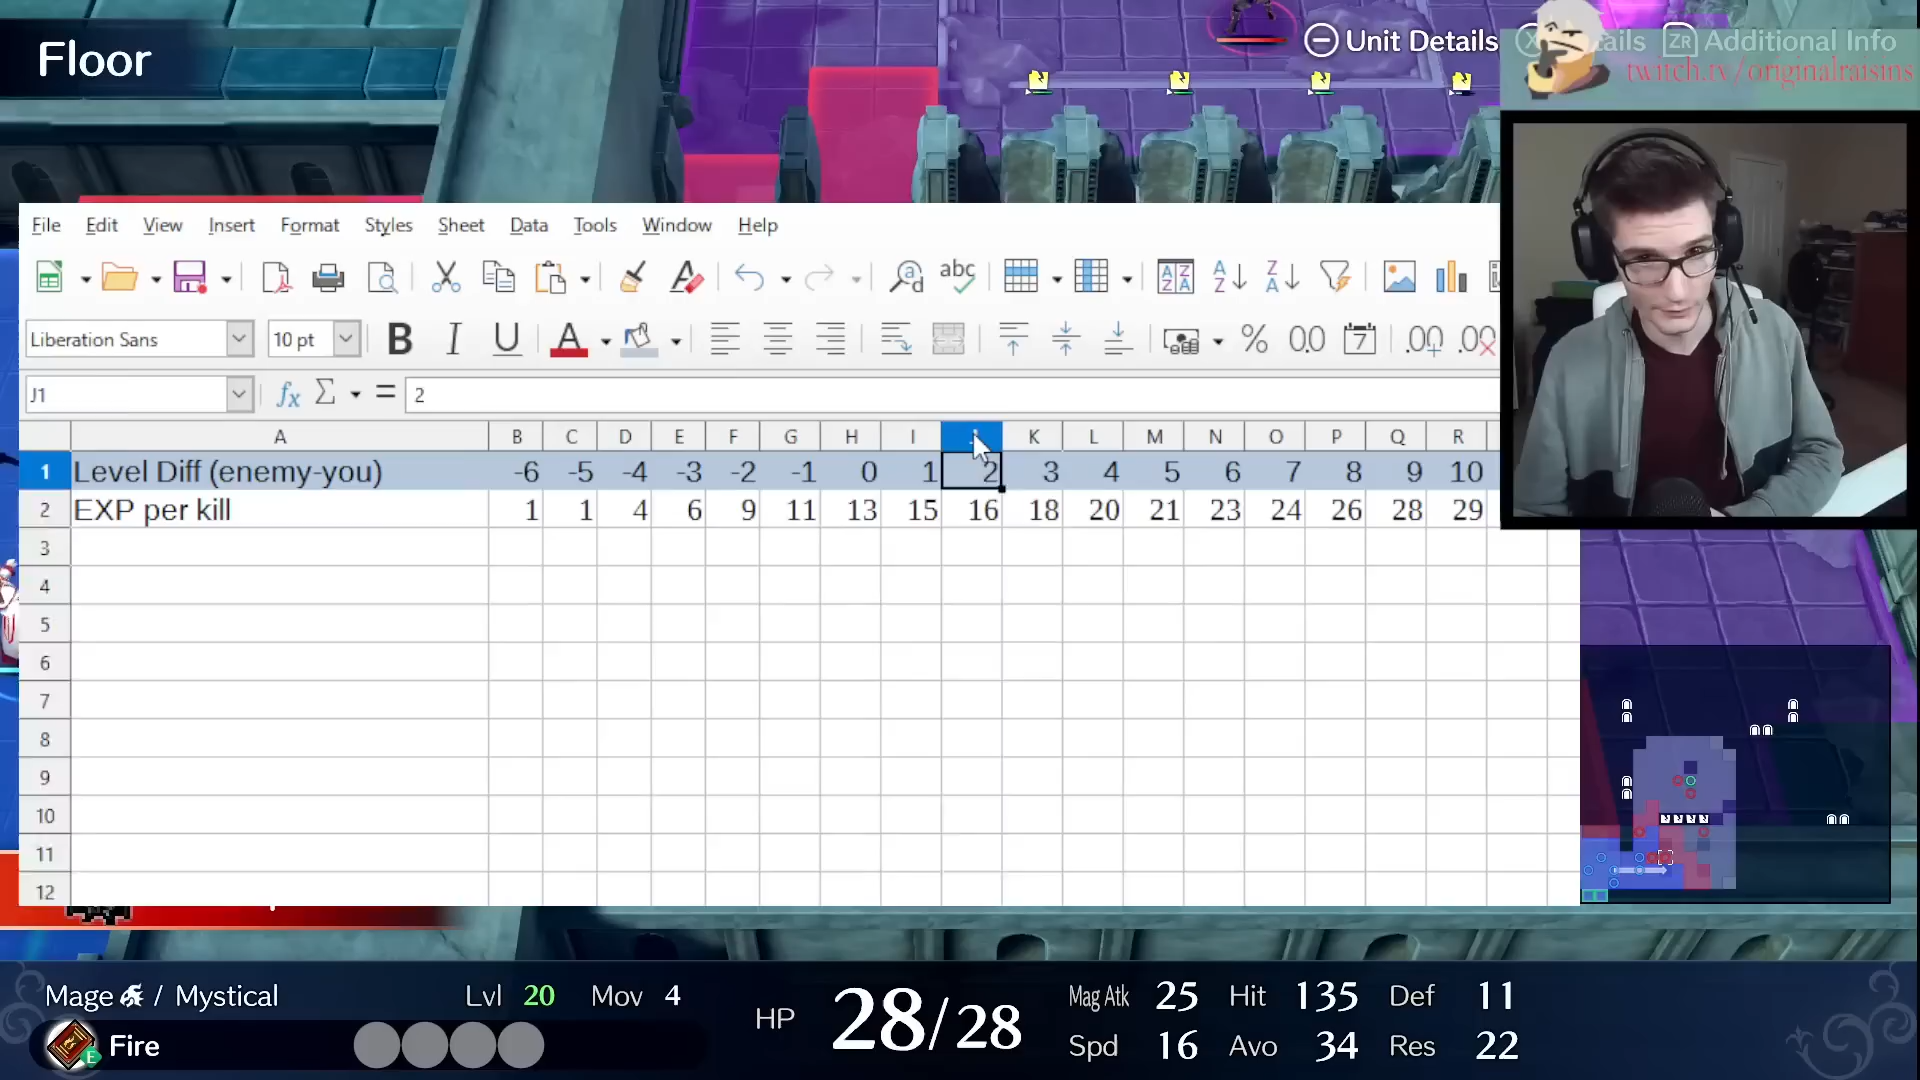 Floor
Unit Details
Additional Info
twitch.tv/originalraisins
File Edit View Insert Format Styles Sheet Data Tools Window Help
Liberation Sans 10 pt
J1 2
A B C D E F G H I K L M N O P Q R
1 Level Diff (enemy-you) -6 -5 -4 -3 -2 -1 0 1 2 3 4 5 6 7 8 9 10
2 EXP per kill 1 1 4 6 9 11 13 15 16 18 20 21 23 24 26 28 29
3
4
5
6
7
8
9
10
11
12
Mage / Mystical Lvl 20 Mov 4
Fire
HP 28/28
Mag Atk 25 Hit 135 Def 11
Spd 16 Avo 34 Res 22